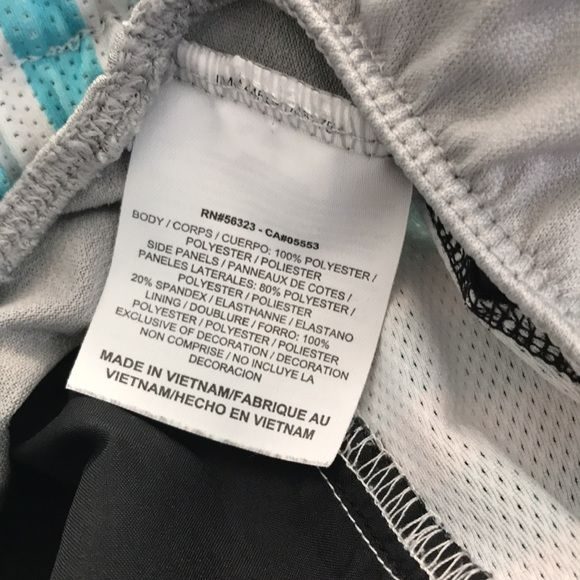 RN#56323 - CA#05553
BODY / CORPS / CUERPO: 100% POLYESTER /
POLYESTER / POLIESTER
SIDE PANELS / PANNEAUX DE COTES /
PANELES LATERALES: 80% POLYESTER /
POLYESTER / POLIESTER
20% SPANDEX / ELASTHANNE / ELASTANO
LINING / DOUBLURE / FORRO: 100%
POLYESTER / POLYESTER / POLIESTER
EXCLUSIVE OF DECORATION / DECORATION
NON COMPRISE / NO INCLUYE LA
DECORACION
MADE IN VIETNAM/FABRIQUE AU
VIETNAM/HECHO EN VIETNAM